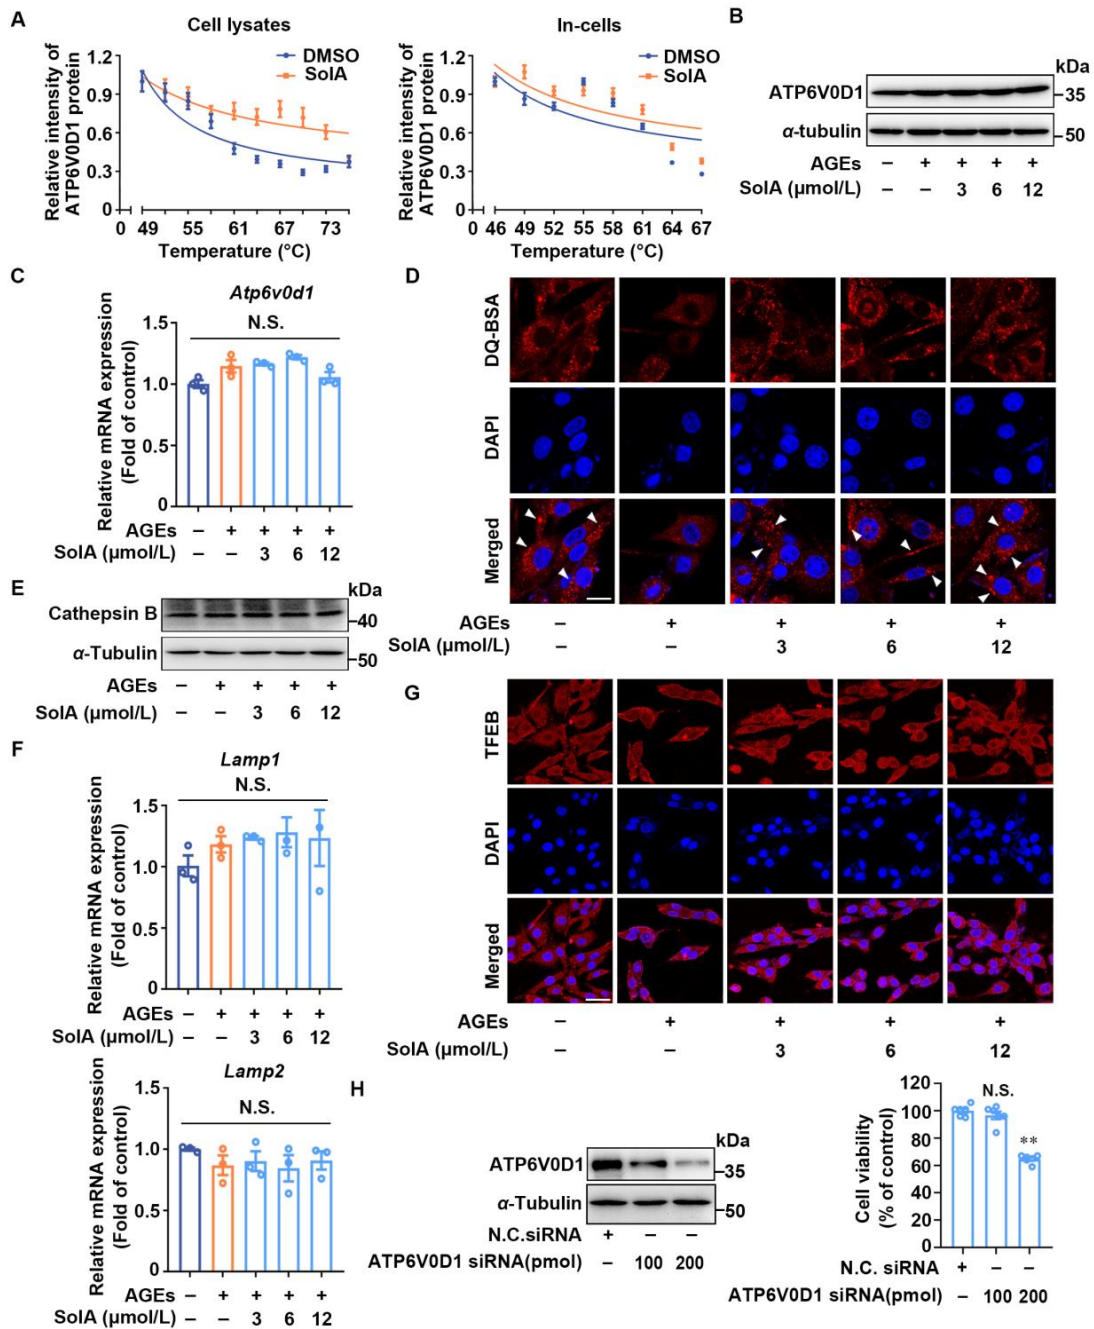 A
Cell lysates
Relative intensity of
ATP6V0D1 protein
1.2
0.9
0.6
0.3
0
DMSO
SolA
0 49 55 61 67 73
Temperature (°C)
In-cells
Relative intensity of
ATP6V0D1 protein
1.2
0.9
0.6
0.3
0
DMSO
SolA
0 46 49 52 55 58 61 64 67
Temperature (°C)
B
kDa
ATP6V0D1
35
α-tubulin
50
AGEs – + + + +
SolA (μmol/L) – – 3 6 12
C
Atp6v0d1
N.S.
Relative mRNA expression
(Fold of control)
1.5
1.0
0.5
0
AGEs – + + + +
SolA (μmol/L) – – 3 6 12
D
DQ-BSA
DAPI
Merged
AGEs – + + + +
SolA (μmol/L) – – 3 6 12
E
kDa
Cathepsin B
40
α-Tubulin
50
AGEs – + + + +
SolA (μmol/L) – – 3 6 12
F
Lamp1
N.S.
Relative mRNA expression
(Fold of control)
1.5
1.0
0.5
0
AGEs – + + + +
SolA (μmol/L) – – 3 6 12
Lamp2
N.S.
Relative mRNA expression
(Fold of control)
1.5
1.0
0.5
0
AGEs – + + + +
SolA (μmol/L) – – 3 6 12
G
TFEB
DAPI
Merged
AGEs – + + + +
SolA (μmol/L) – – 3 6 12
H
kDa
ATP6V0D1
35
α-Tubulin
50
N.C.siRNA + – –
ATP6V0D1 siRNA(pmol) – 100 200
Cell viability
(% of control)
120
100
80
60
40
20
0
N.S.
**
N.C. siRNA + – –
ATP6V0D1 siRNA(pmol) – 100 200